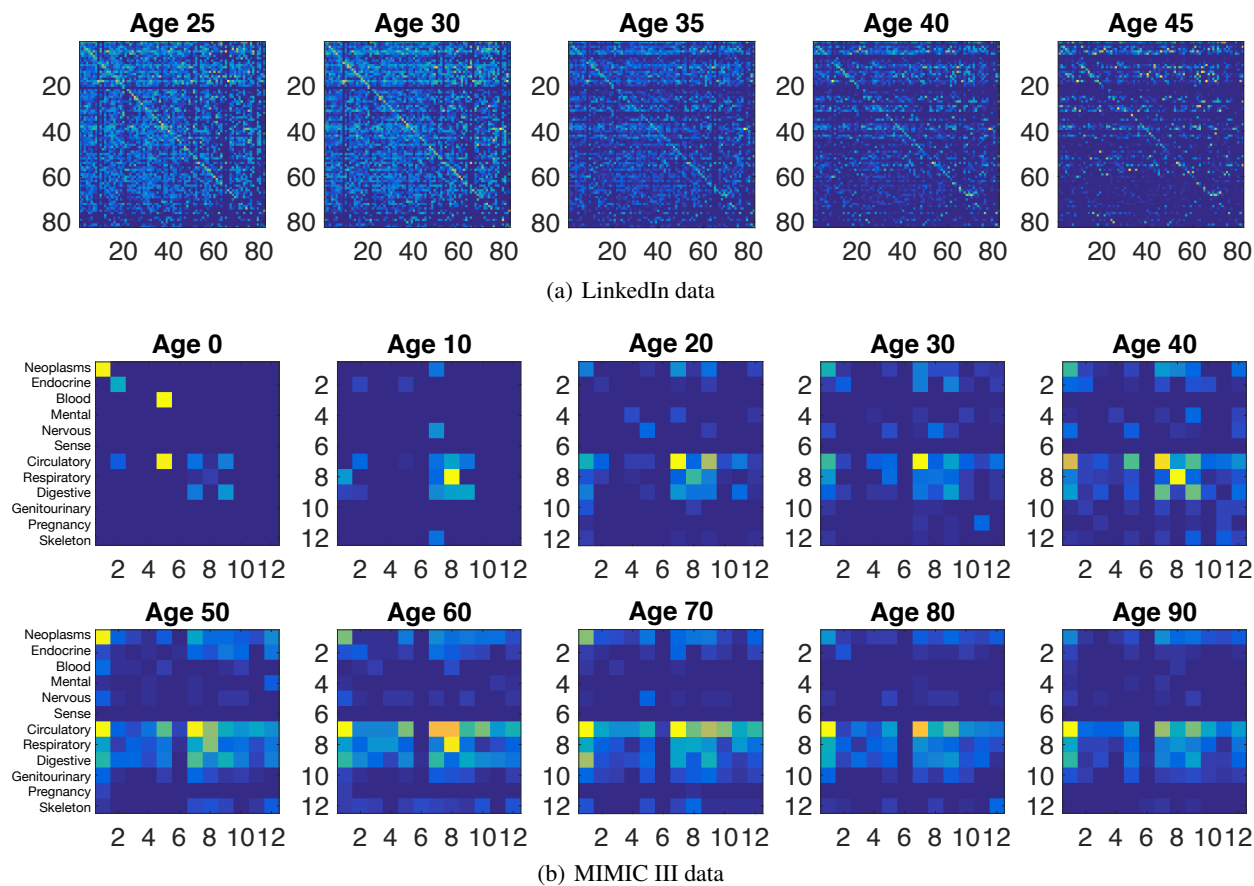 Age 25 Age 30 Age 35 Age 40 Age 45
20 20 20 20 20
40 40 40 40 40
60 60 60 60 60
80 80 80 80 80
20 40 60 80 20 40 60 80 20 40 60 80 20 40 60 80 20 40 60 80
(a) LinkedIn data
Age 0 Age 10 Age 20 Age 30 Age 40
Neoplasms
Endocrine 2 2 2 2
Blood
Mental 4 4 4 4
Nervous
Sense 6 6 6 6
Circulatory
Respiratory 8 8 8 8
Digestive
Genitourinary 10 10 10 10
Pregnancy
Skeleton 12 12 12 12
2 4 6 8 10 12 2 4 6 8 10 12 2 4 6 8 10 12 2 4 6 8 10 12 2 4 6 8 10 12
Age 50 Age 60 Age 70 Age 80 Age 90
Neoplasms
Endocrine 2 2 2 2
Blood
Mental 4 4 4 4
Nervous
Sense 6 6 6 6
Circulatory
Respiratory 8 8 8 8
Digestive
Genitourinary 10 10 10 10
Pregnancy
Skeleton 12 12 12 12
2 4 6 8 10 12 2 4 6 8 10 12 2 4 6 8 10 12 2 4 6 8 10 12 2 4 6 8 10 12
(b) MIMIC III data